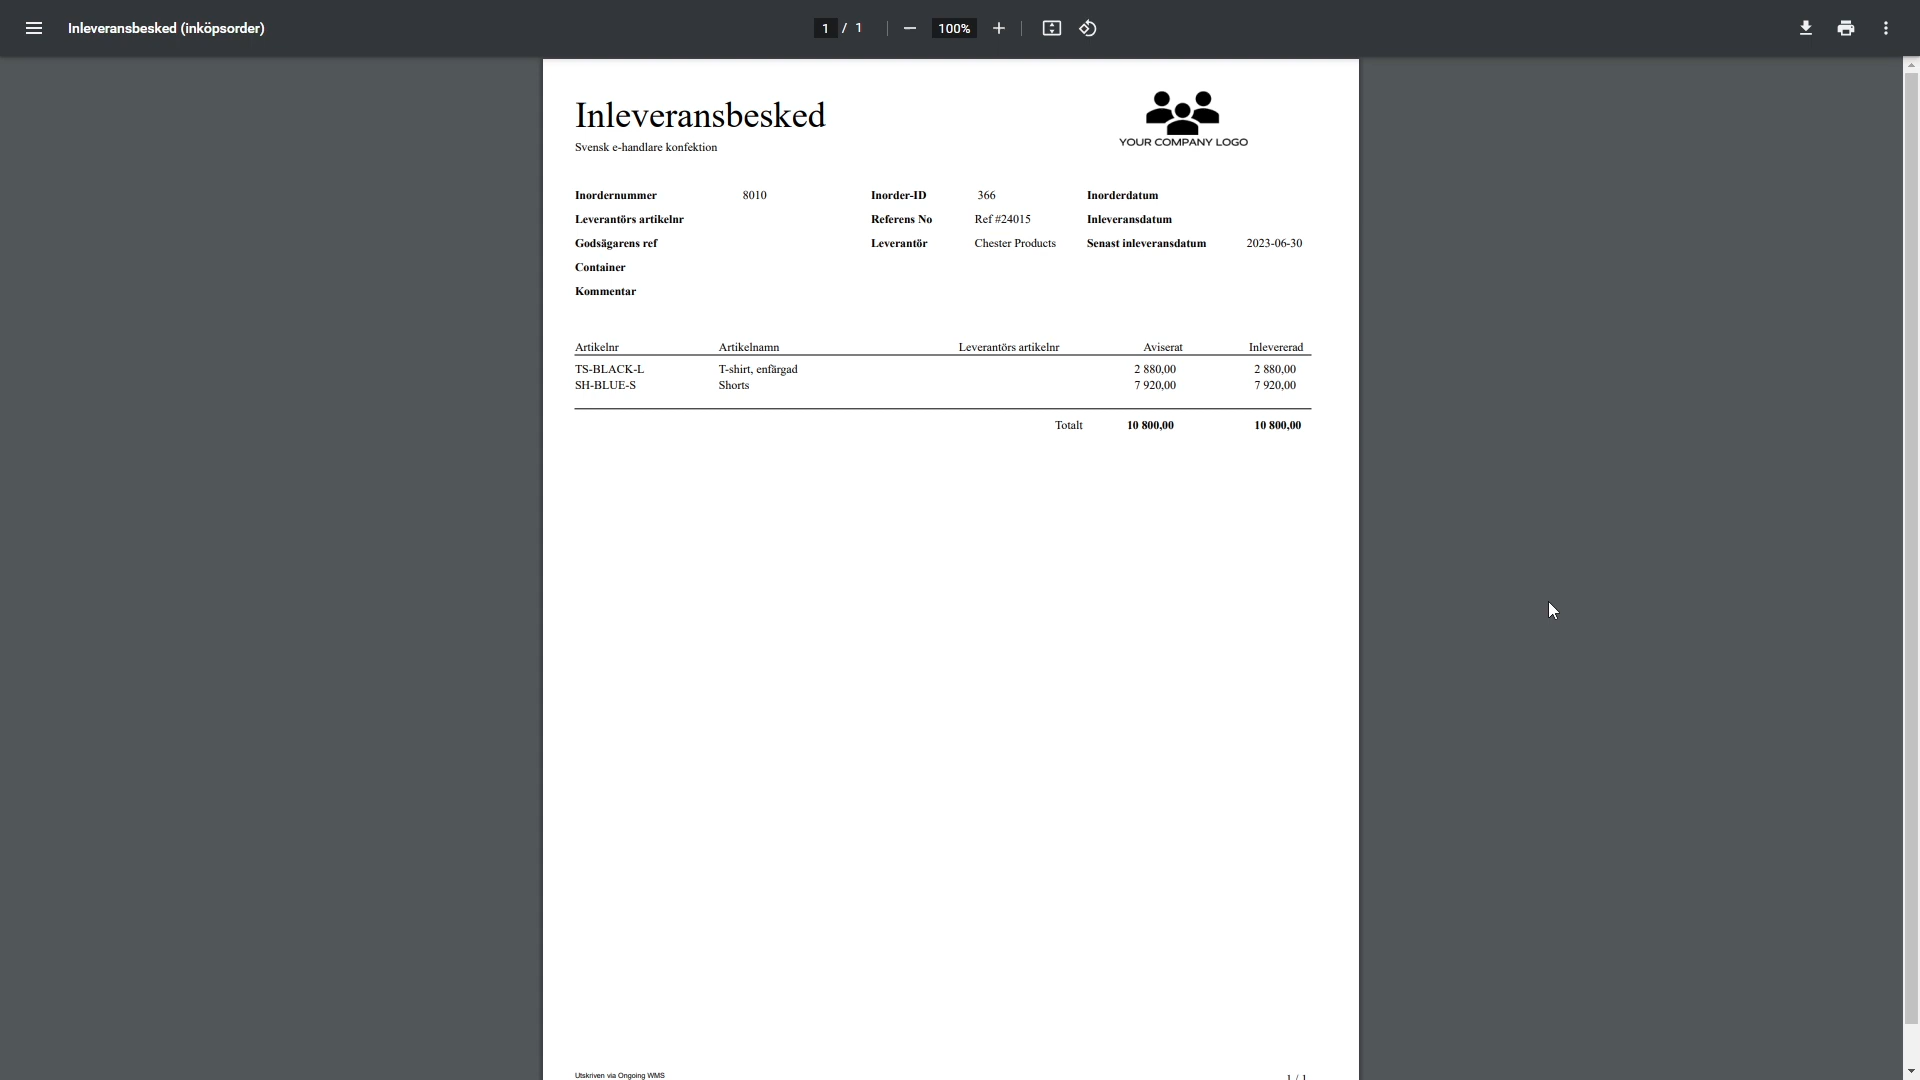 Inleveransbesked (inköpsorder)
1 / 1
100%
Inleveransbesked
Svensk e-handlare konfektion
YOUR COMPANY LOGO
Inordernummer 8010 Inorder-ID 366 Inorderdatum
Leverantörs artikelnr Referens No Ref #24015 Inleveransdatum
Godsägarens ref Leverantör Chester Products Senast inleveransdatum 2023-06-30
Container
Kommentar
Artikelnr Artikelnamn Leverantörs artikelnr Aviserat Inlevererad
TS-BLACK-L T-shirt, enfärgad 2 880,00 2 880,00
SH-BLUE-S Shorts 7 920,00 7 920,00
Totalt 10 800,00 10 800,00
Utskriven via Ongoing WMS 1 / 1